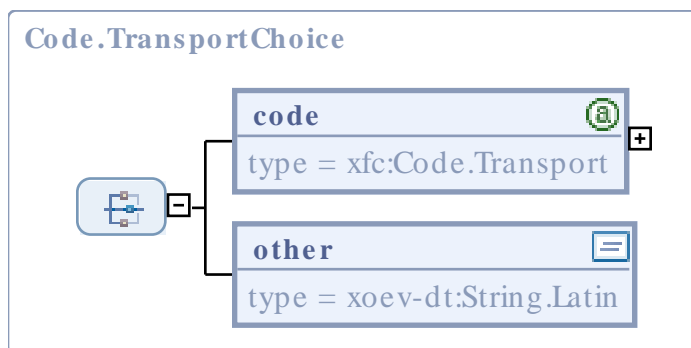 Code.TransportChoice
code
type = xfc:Code.Transport
other
type = xoev-dt:String.Latin